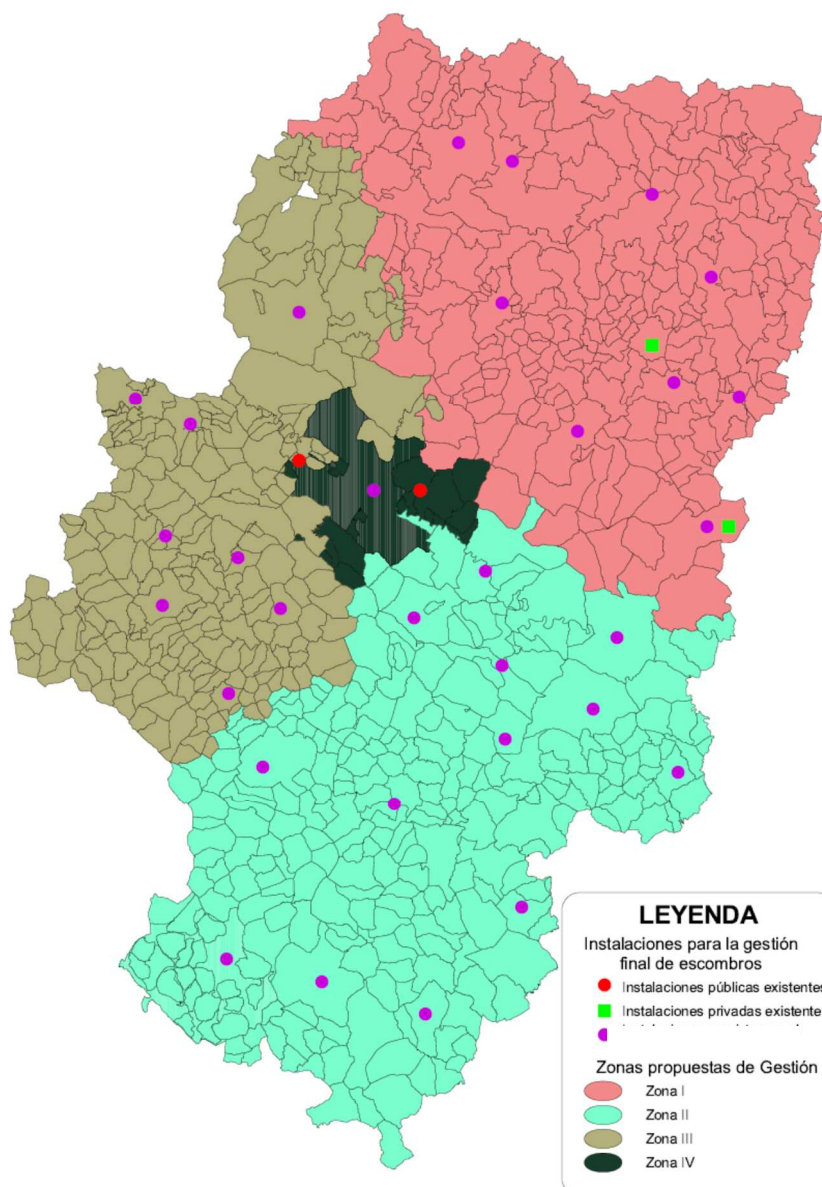 LEYENDA
Instalaciones para la gestión
final de escombros
Instalaciones públicas existentes
Instalaciones privadas existente
Zonas propuestas de Gestión
Zona I
Zona II
Zona III
Zona IV